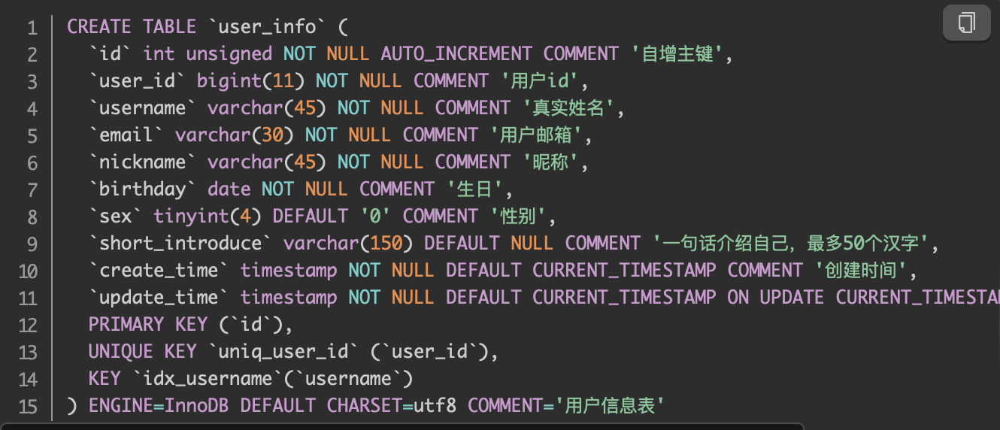 1 CREATE TABLE `user_info` (
2 `id` int unsigned NOT NULL AUTO_INCREMENT COMMENT '自增主键',
3 `user_id` bigint(11) NOT NULL COMMENT '用户id',
4 `username` varchar(45) NOT NULL COMMENT '真实姓名',
5 `email` varchar(30) NOT NULL COMMENT '用户邮箱',
6 `nickname` varchar(45) NOT NULL COMMENT '昵称',
7 `birthday` date NOT NULL COMMENT '生日',
8 `sex` tinyint(4) DEFAULT '0' COMMENT '性别',
9 `short_introduce` varchar(150) DEFAULT NULL COMMENT '一句话介绍自己，最多50个汉字',
10 `create_time` timestamp NOT NULL DEFAULT CURRENT_TIMESTAMP COMMENT '创建时间',
11 `update_time` timestamp NOT NULL DEFAULT CURRENT_TIMESTAMP ON UPDATE CURRENT_TIMESTA
12 PRIMARY KEY (`id`),
13 UNIQUE KEY `uniq_user_id` (`user_id`),
14 KEY `idx_username`(`username`)
15 ) ENGINE=InnoDB DEFAULT CHARSET=utf8 COMMENT='用户信息表'